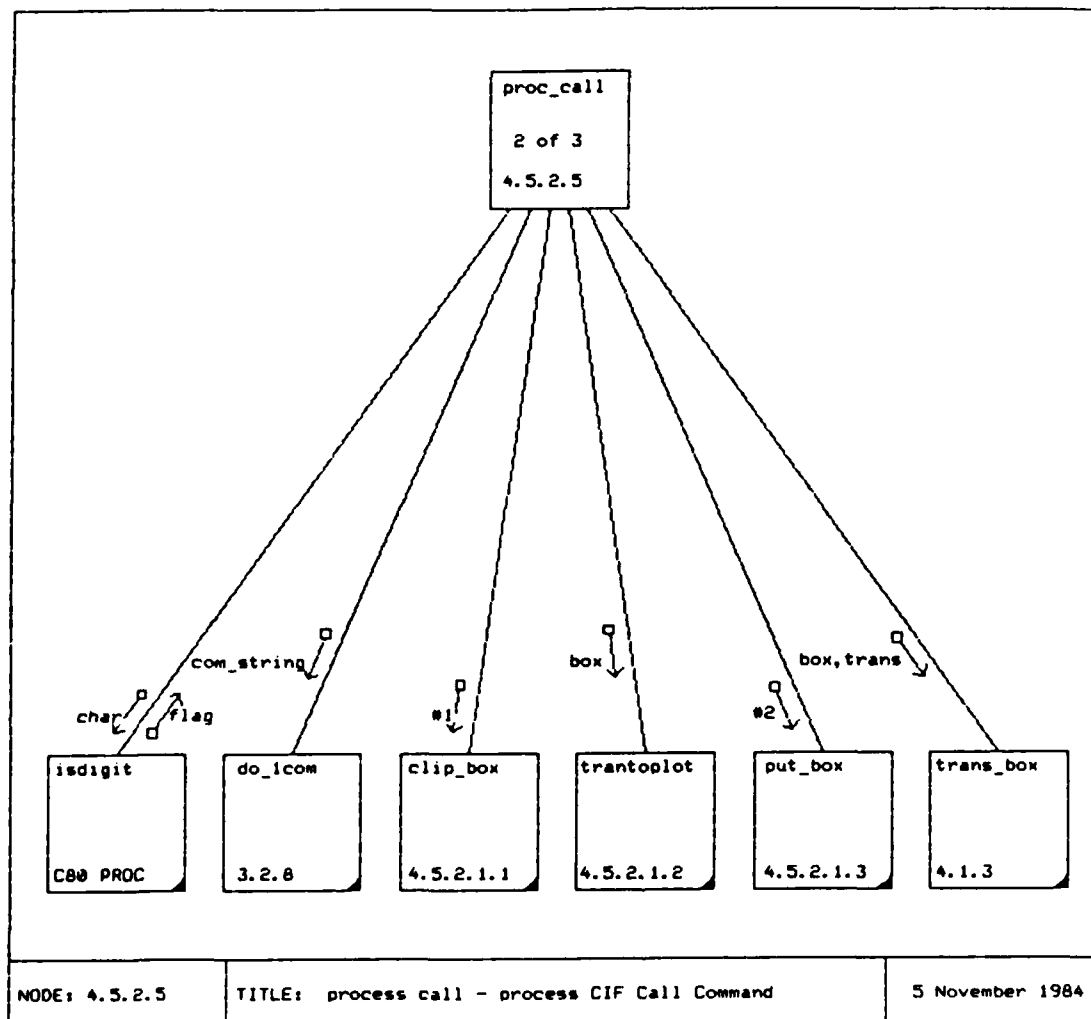 proc_call
2 of 3
4.5.2.5
com_string
box
box,trans
char
flag
#1
#2
isdigit
do_1com
clip_box
trantoplot
put_box
trans_box
C80 PROC
3.2.8
4.5.2.1.1
4.5.2.1.2
4.5.2.1.3
4.1.3
NODE: 4.5.2.5
TITLE: process call - process CIF Call Command
5 November 1984